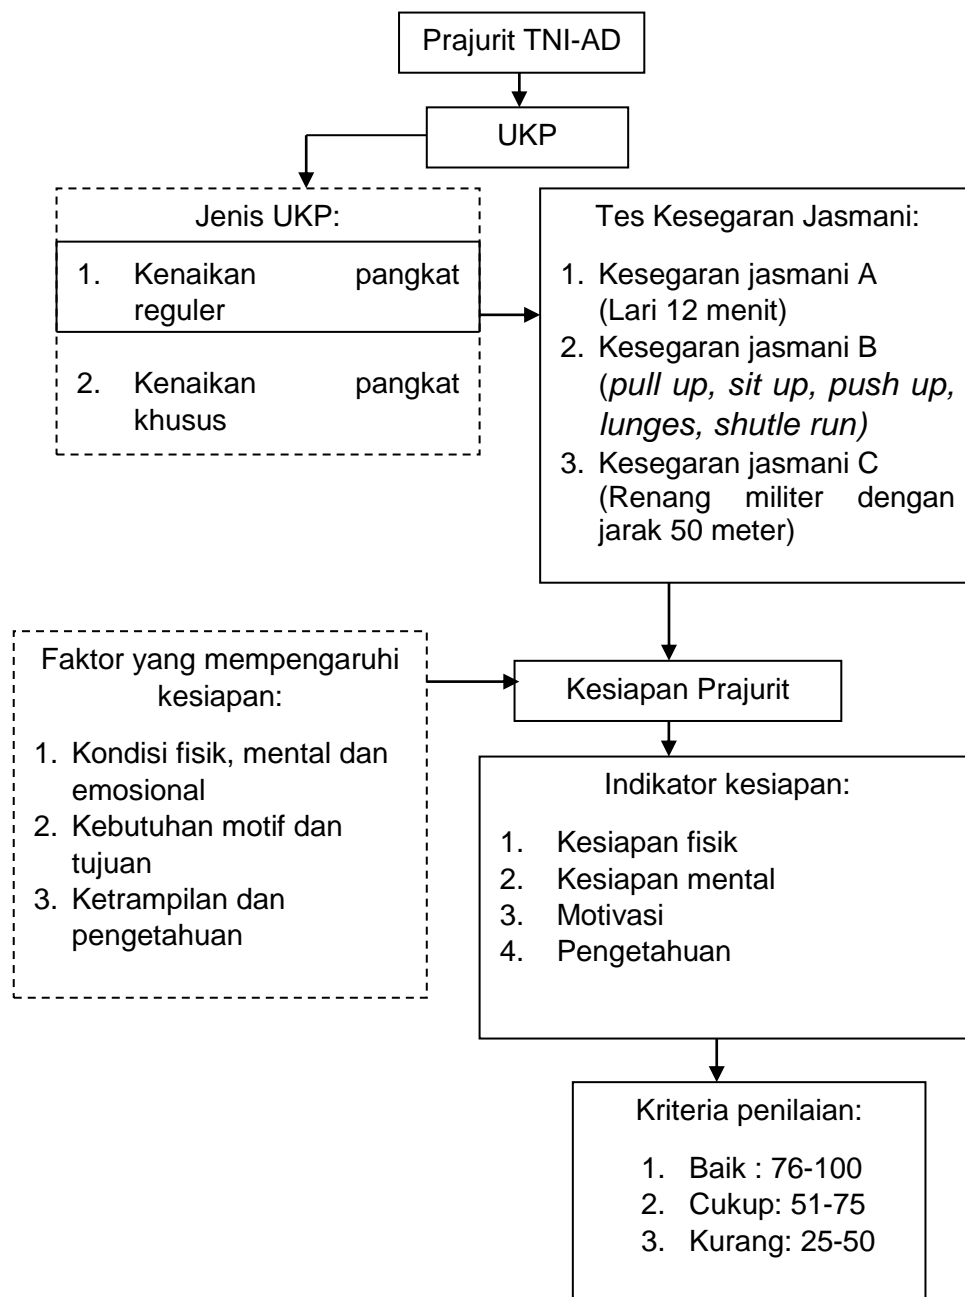 Prajurit TNI-AD
UKP
Jenis UKP:
1. Kenaikan pangkat
reguler
2. Kenaikan pangkat
khusus
Tes Kesegaran Jasmani:
1. Kesegaran jasmani A
(Lari 12 menit)
2. Kesegaran jasmani B
(pull up, sit up, push up,
lunges, shutle run)
3. Kesegaran jasmani C
(Renang militer dengan
jarak 50 meter)
Faktor yang mempengaruhi
kesiapan:
1. Kondisi fisik, mental dan
emosional
2. Kebutuhan motif dan
tujuan
3. Ketrampilan dan
pengetahuan
Kesiapan Prajurit
Indikator kesiapan:
1. Kesiapan fisik
2. Kesiapan mental
3. Motivasi
4. Pengetahuan
Kriteria penilaian:
1. Baik : 76-100
2. Cukup: 51-75
3. Kurang: 25-50